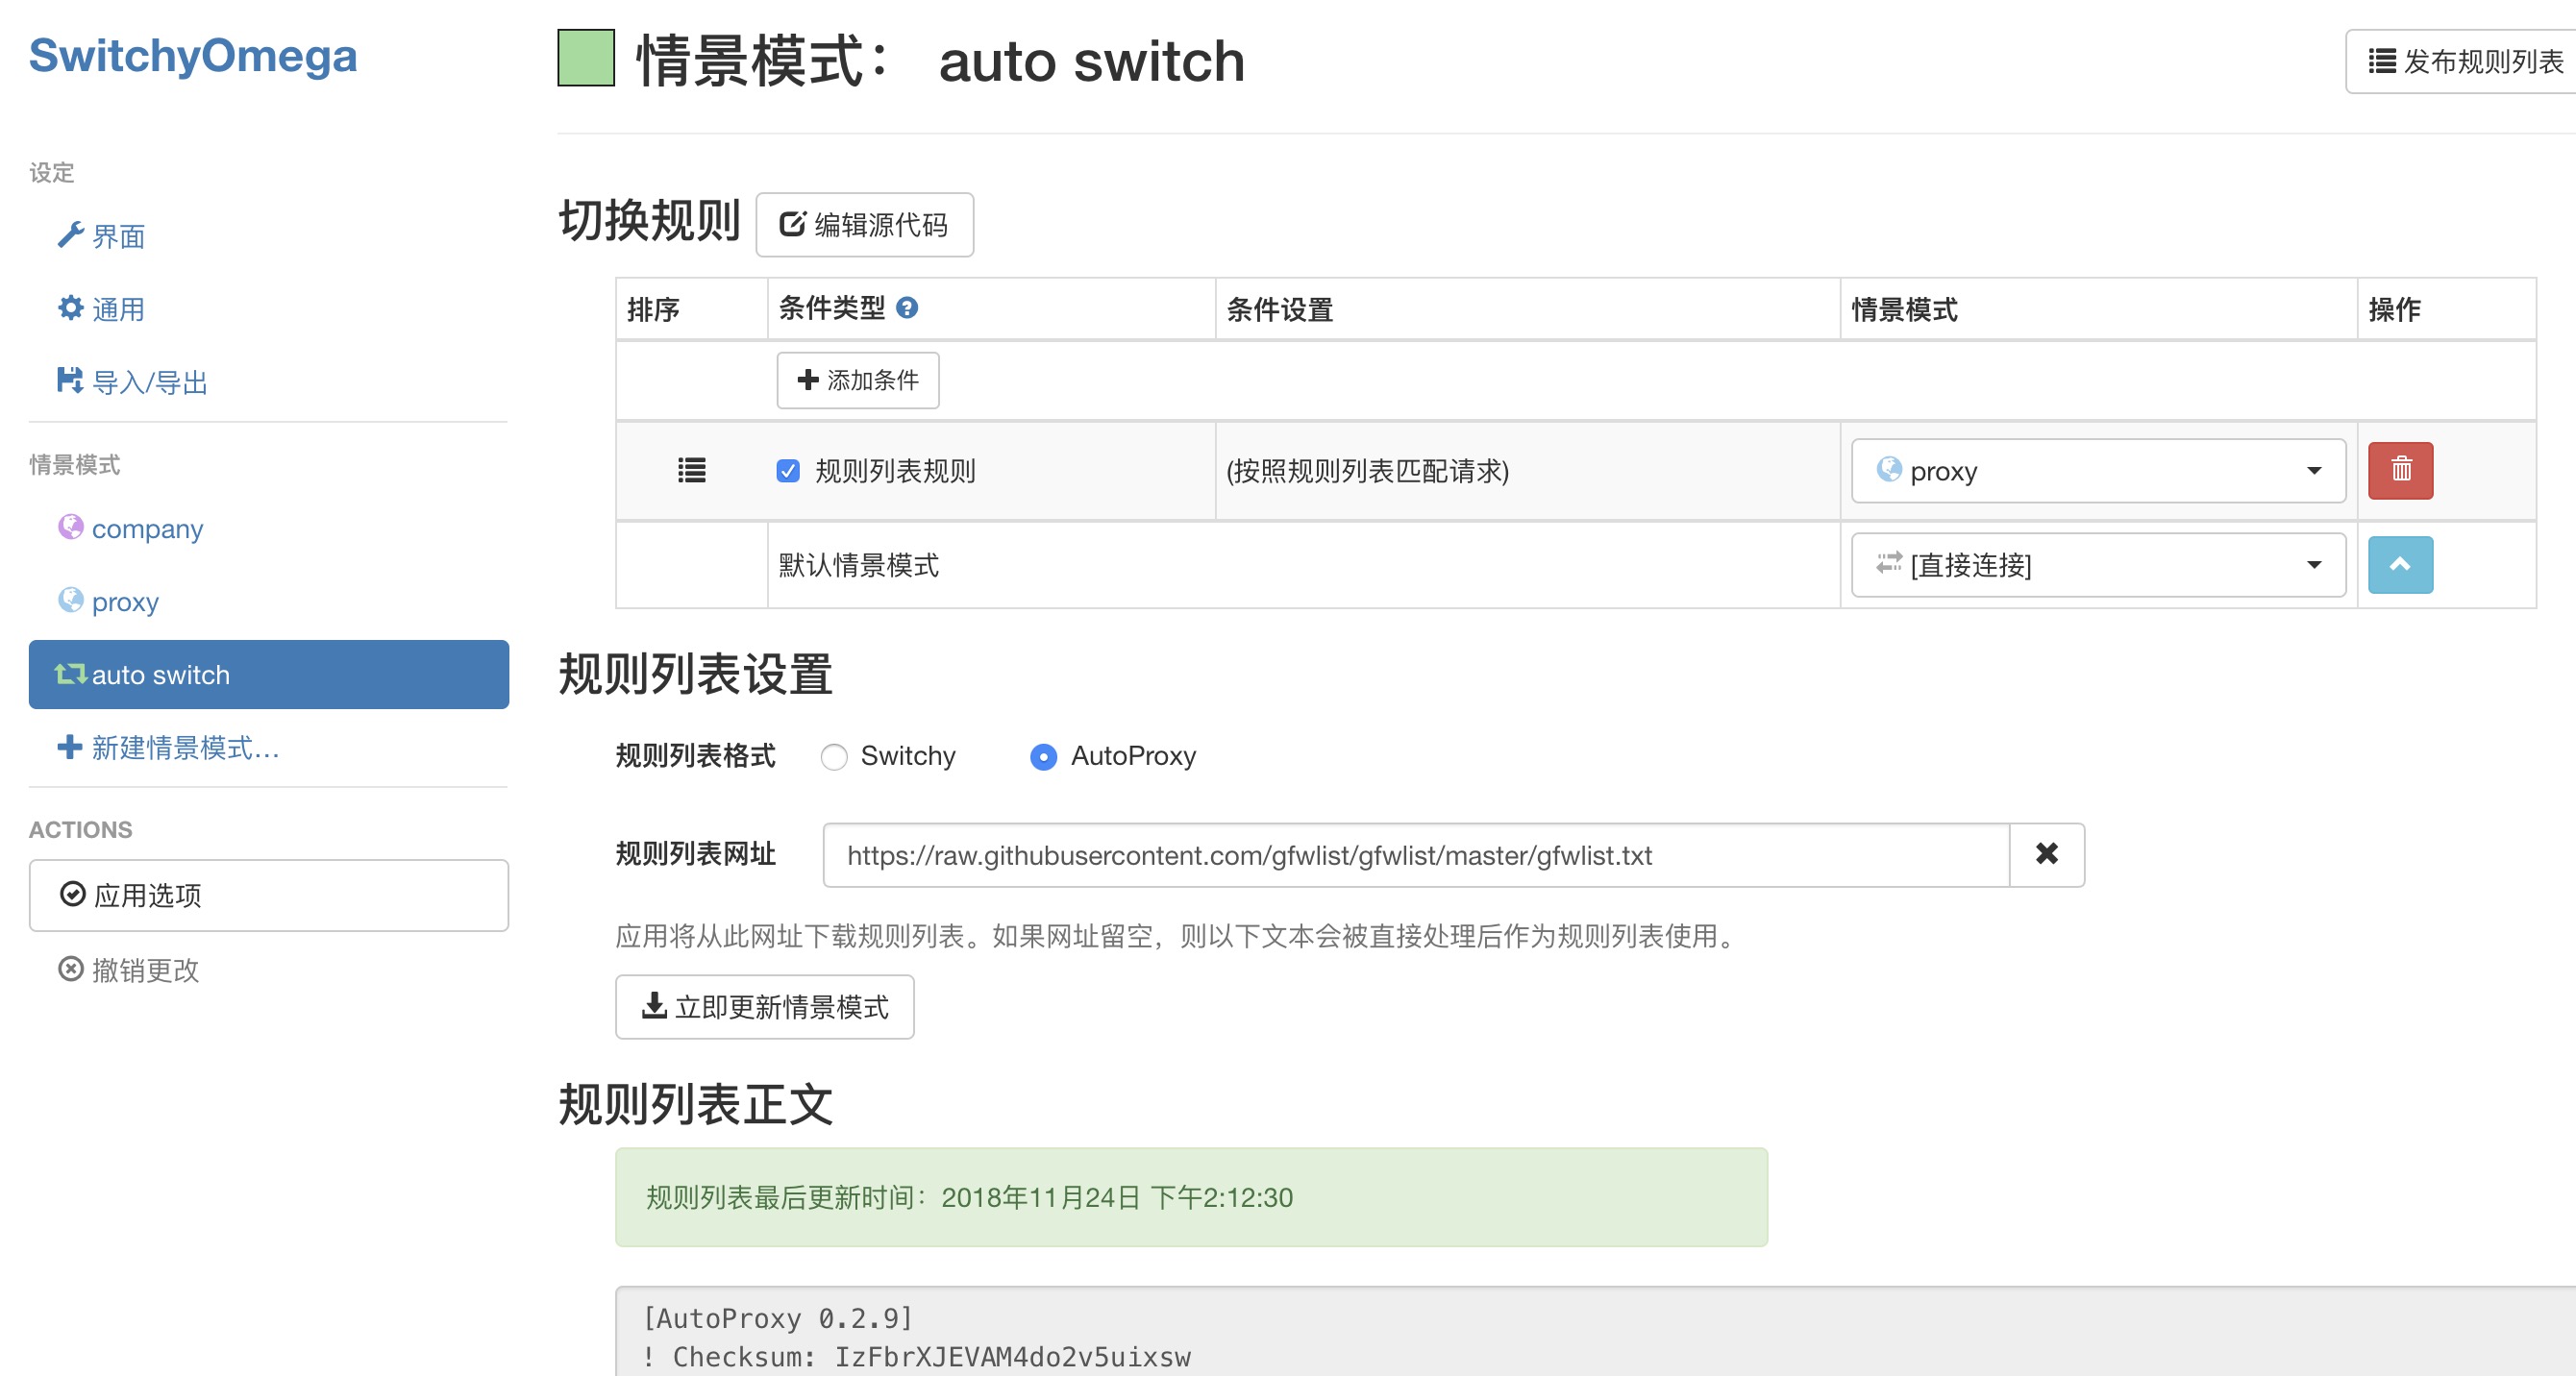 SwitchyOmega
设定
界面
通用
导入/导出
情景模式
company
proxy
auto switch
新建情景模式...
ACTIONS
应用选项
撤销更改
情景模式： auto switch
发布规则列表
切换规则 编辑源代码
排序 条件类型 条件设置 情景模式 操作
添加条件
规则列表规则 (按照规则列表匹配请求) proxy
默认情景模式 [直接连接]
规则列表设置
规则列表格式 Switchy AutoProxy
规则列表网址 https://raw.githubusercontent.com/gfwlist/gfwlist/master/gfwlist.txt
应用将从此网址下载规则列表。如果网址留空，则以下文本会被直接处理后作为规则列表使用。
立即更新情景模式
规则列表正文
规则列表最后更新时间：2018年11月24日 下午2:12:30
[AutoProxy 0.2.9]
! Checksum: IzFbrXJEVAM4do2v5uixsw